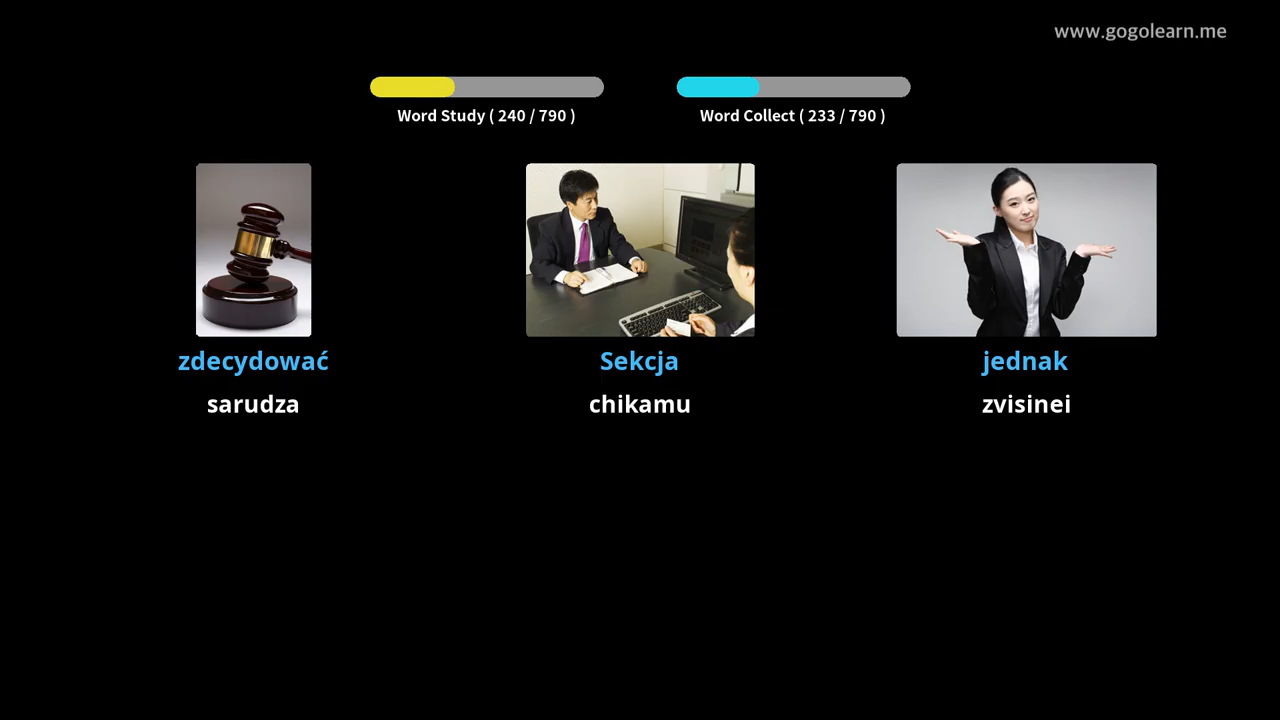 www.gogolearn.me
Word Study ( 240 / 790 )
Word Collect ( 233 / 790 )
zdecydować
Sekcja
jednak
sarudza
chikamu
zvisinei